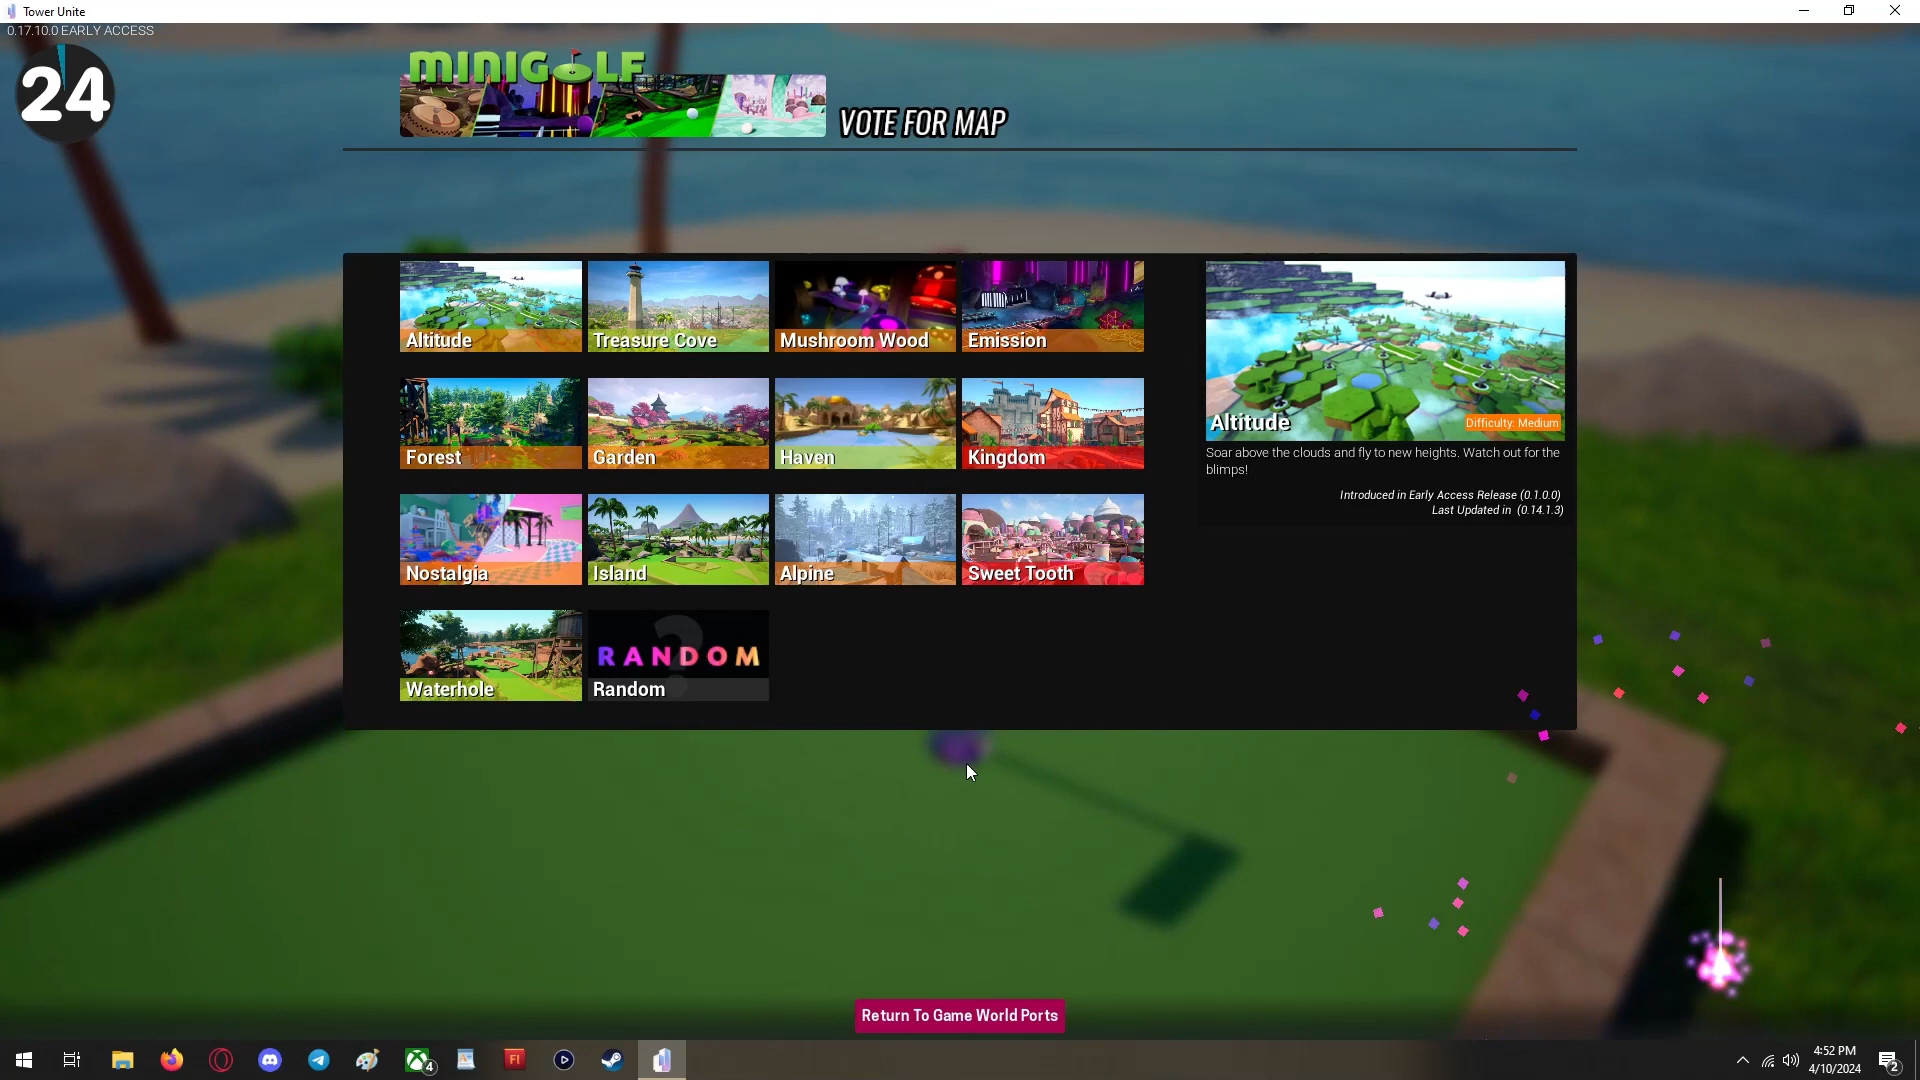 Tower Unite
0.17.10.0 EARLY ACCESS
24
MINIGOLF
VOTE FOR MAP
Altitude
Treasure Cove
Mushroom Wood
Emission
Forest
Garden
Haven
Kingdom
Nostalgia
Island
Alpine
Sweet Tooth
Waterhole
RANDOM
Random
Altitude
Difficulty: Medium
Soar above the clouds and fly to new heights. Watch out for the
blimps!
Introduced in Early Access Release (0.1.0.0)
Last Updated in (0.14.1.3)
Return To Game World Ports
4
Fl
4:52 PM
4/10/2024
2